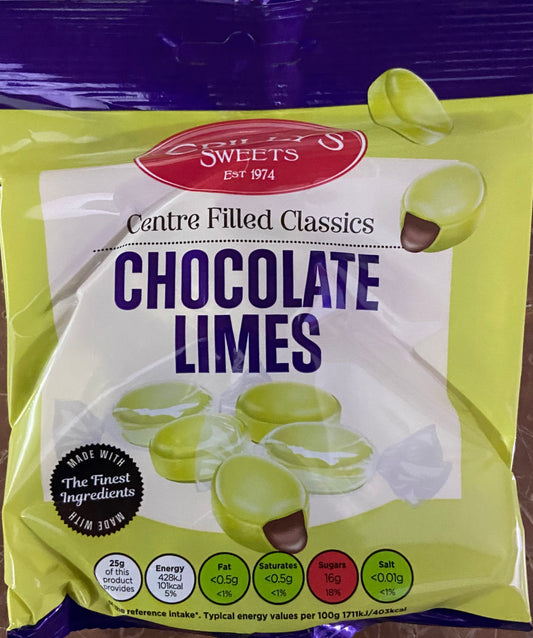 SWEETS
EST 1974
Centre Filled Classics
CHOCOLATE
LIMES
MADE WITH
The Finest
Ingredients
MADE WITH
25g
of this
product
provides
Energy
428kJ
101kcal
5%
Fat
<0.5g
<1%
Saturates
<0.5g
<1%
Sugars
16g
18%
Salt
<0.01g
<1%
reference intake*. Typical energy values per 100g 1711kJ/403kcal